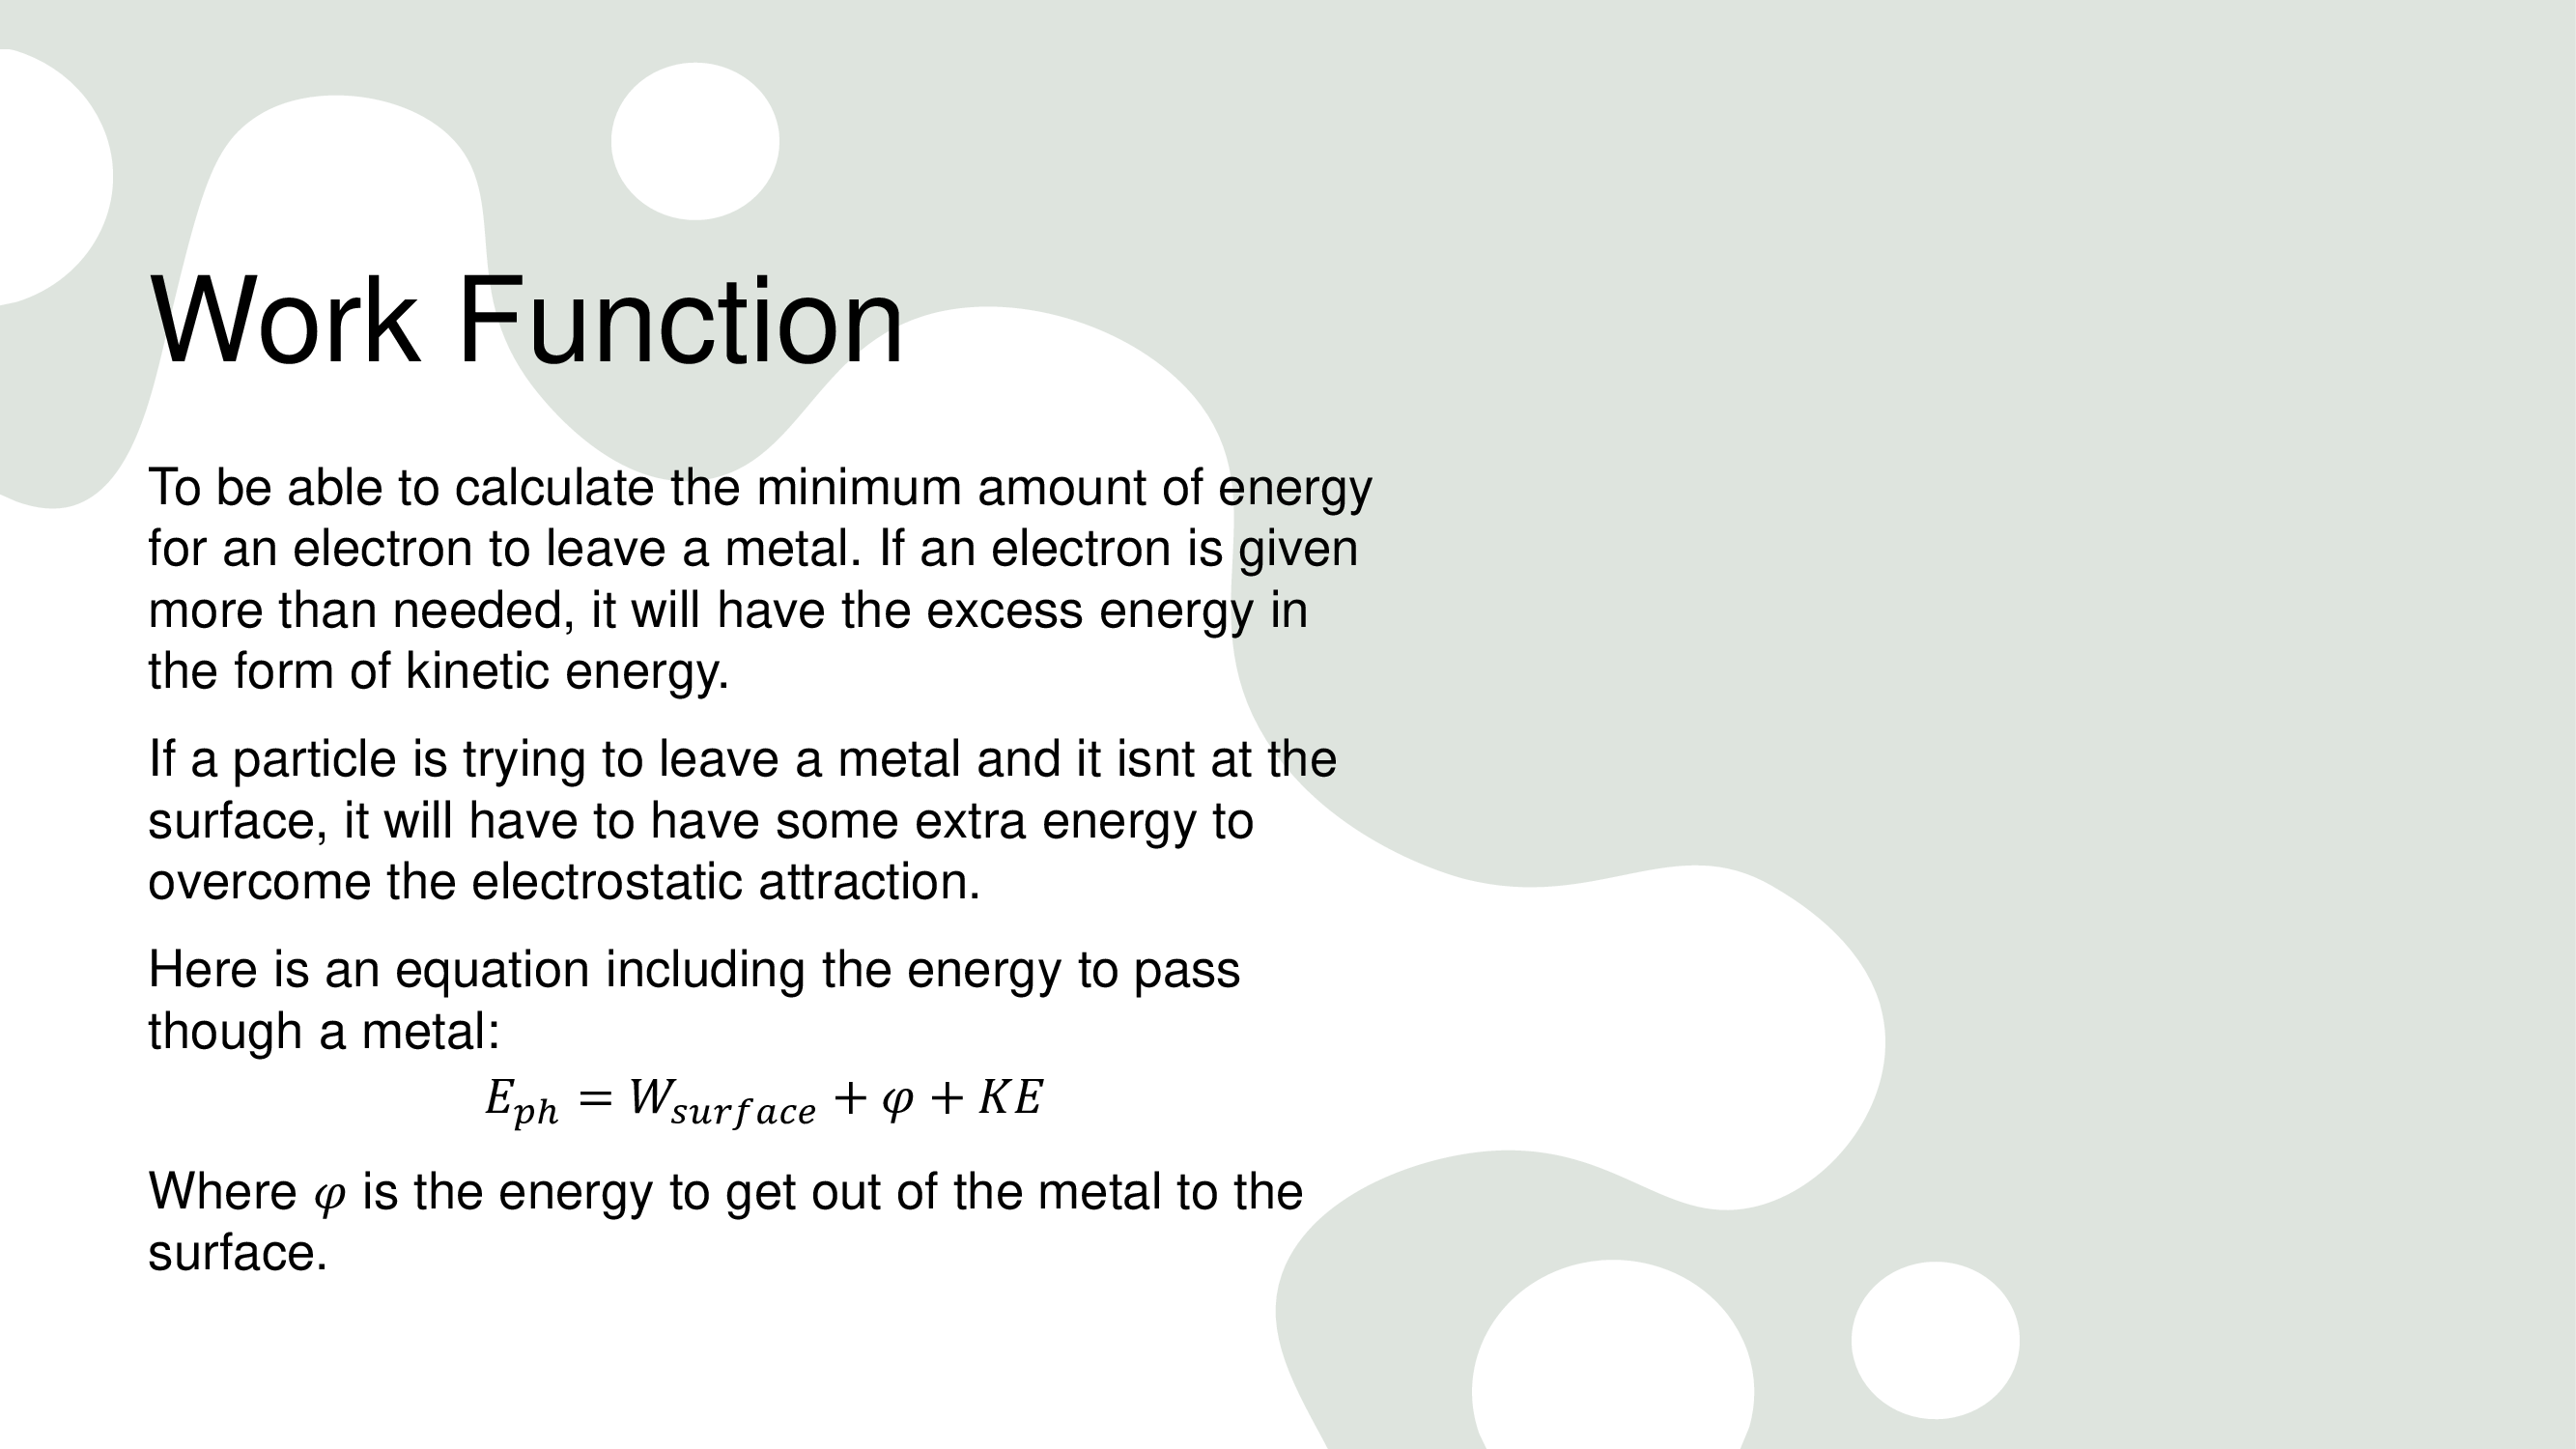 Work Function
To be able to calculate the minimum amount of energy
for an electron to leave a metal. If an electron is given
more than needed, it will have the excess energy in
the form of kinetic energy.
If a particle is trying to leave a metal and it isnt at the
surface, it will have to have some extra energy to
overcome the electrostatic attraction.
Here is an equation including the energy to pass
though a metal:
E_{ph} = W_{surface} + φ + KE
Where φ is the energy to get out of the metal to the
surface.